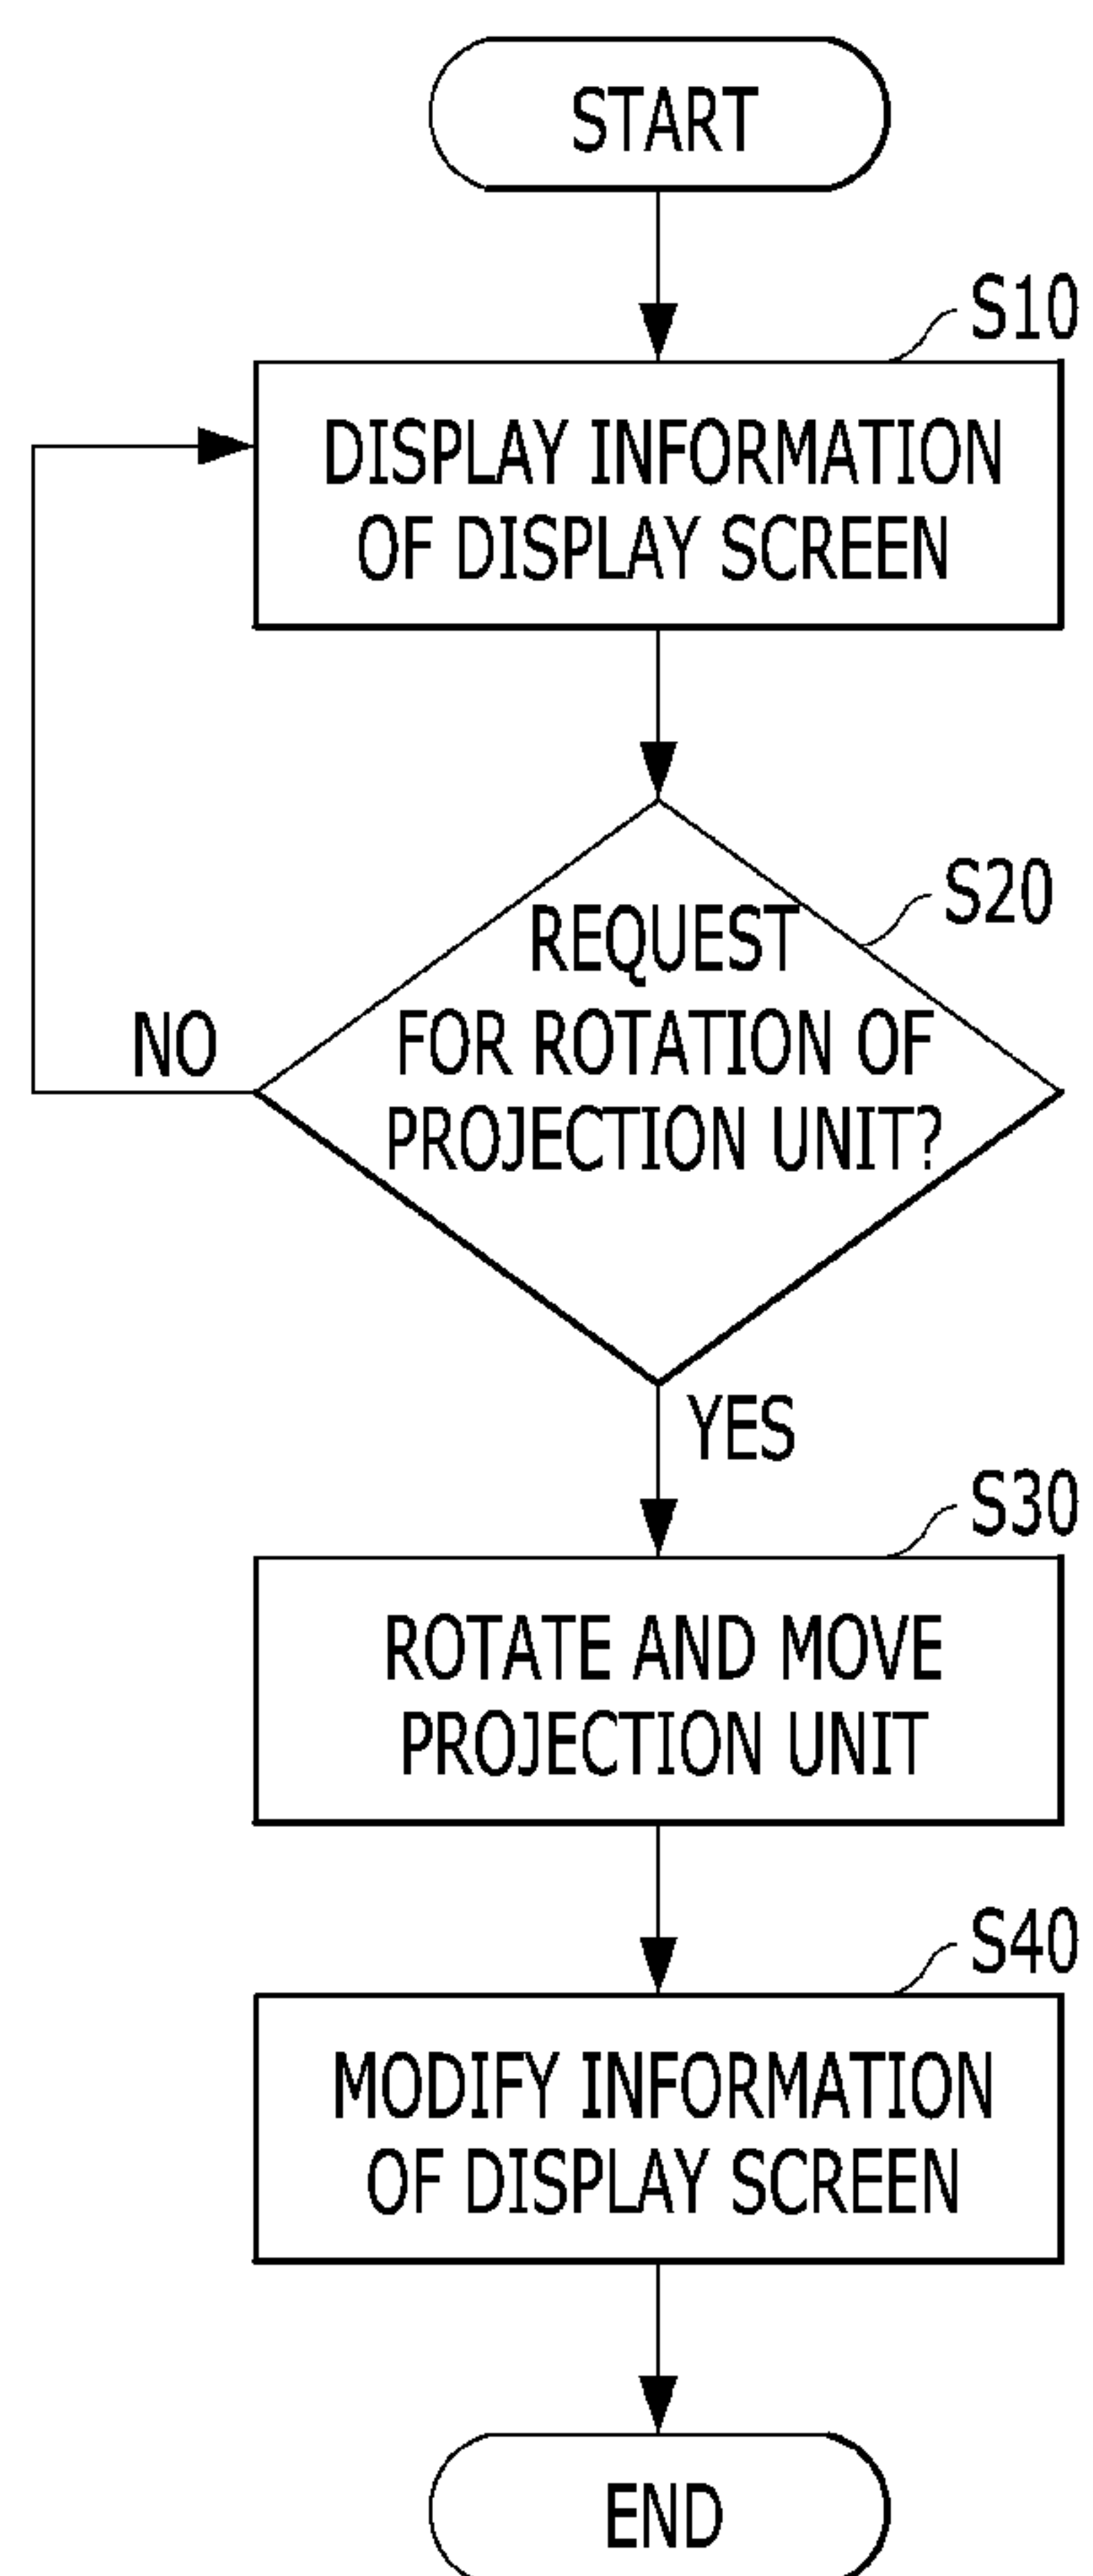 START
S10
DISPLAY INFORMATION
OF DISPLAY SCREEN
S20
REQUEST
FOR ROTATION OF
PROJECTION UNIT?
NO
YES
S30
ROTATE AND MOVE
PROJECTION UNIT
S40
MODIFY INFORMATION
OF DISPLAY SCREEN
END